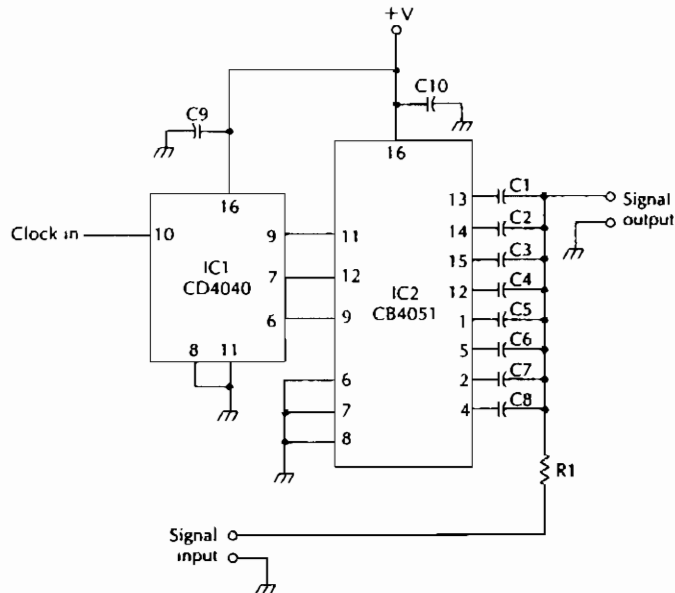 +V
C10
C9
16
16
13 C1
Signal
output
14 C2
Clock in
10
9
11
15 C3
IC1
CD4040
7
12
IC2
CB4051
12 C4
6
9
1 C5
5 C6
8
11
6
2 C7
7
4 C8
8
R1
Signal
input